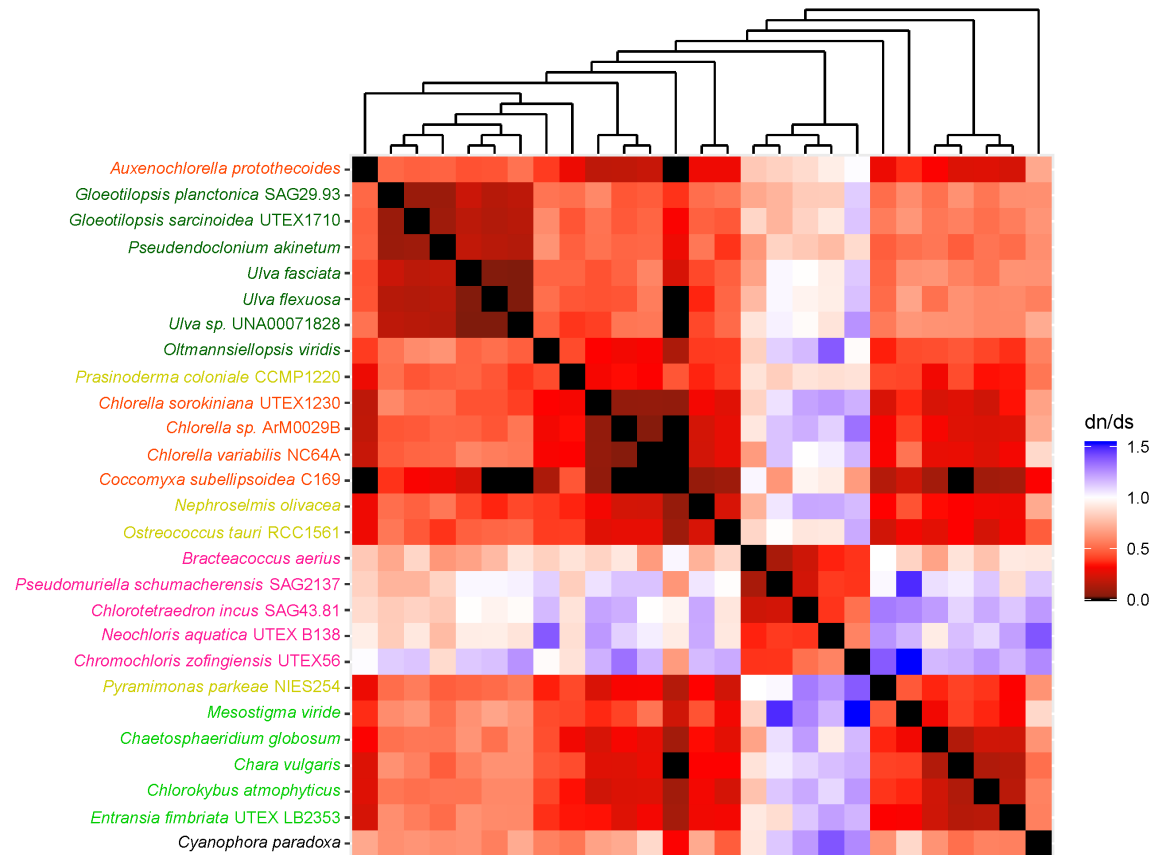 Auxenochlorella protothecoides
Gloeotilopsis planctonica SAG29.93
Gloeotilopsis sarcinoidea UTEX1710
Pseudendoclonium akinetum
Ulva fasciata
Ulva flexuosa
Ulva sp. UNA00071828
Oltmannsiellopsis viridis
Prasinoderma coloniale CCMP1220
Chlorella sorokiniana UTEX1230
Chlorella sp. ArM0029B
Chlorella variabilis NC64A
Coccomyxa subellipsoidea C169
Nephroselmis olivacea
Ostreococcus tauri RCC1561
Bracteacoccus aerius
Pseudomuriella schumacherensis SAG2137
Chlorotetraedron incus SAG43.81
Neochloris aquatica UTEX B138
Chromochloris zofingiensis UTEX56
Pyramimonas parkeae NIES254
Mesostigma viride
Chaetosphaeridium globosum
Chara vulgaris
Chlorokybus atmophyticus
Entransia fimbriata UTEX LB2353
Cyanophora paradoxa
dn/ds
1.5
1.0
0.5
0.0